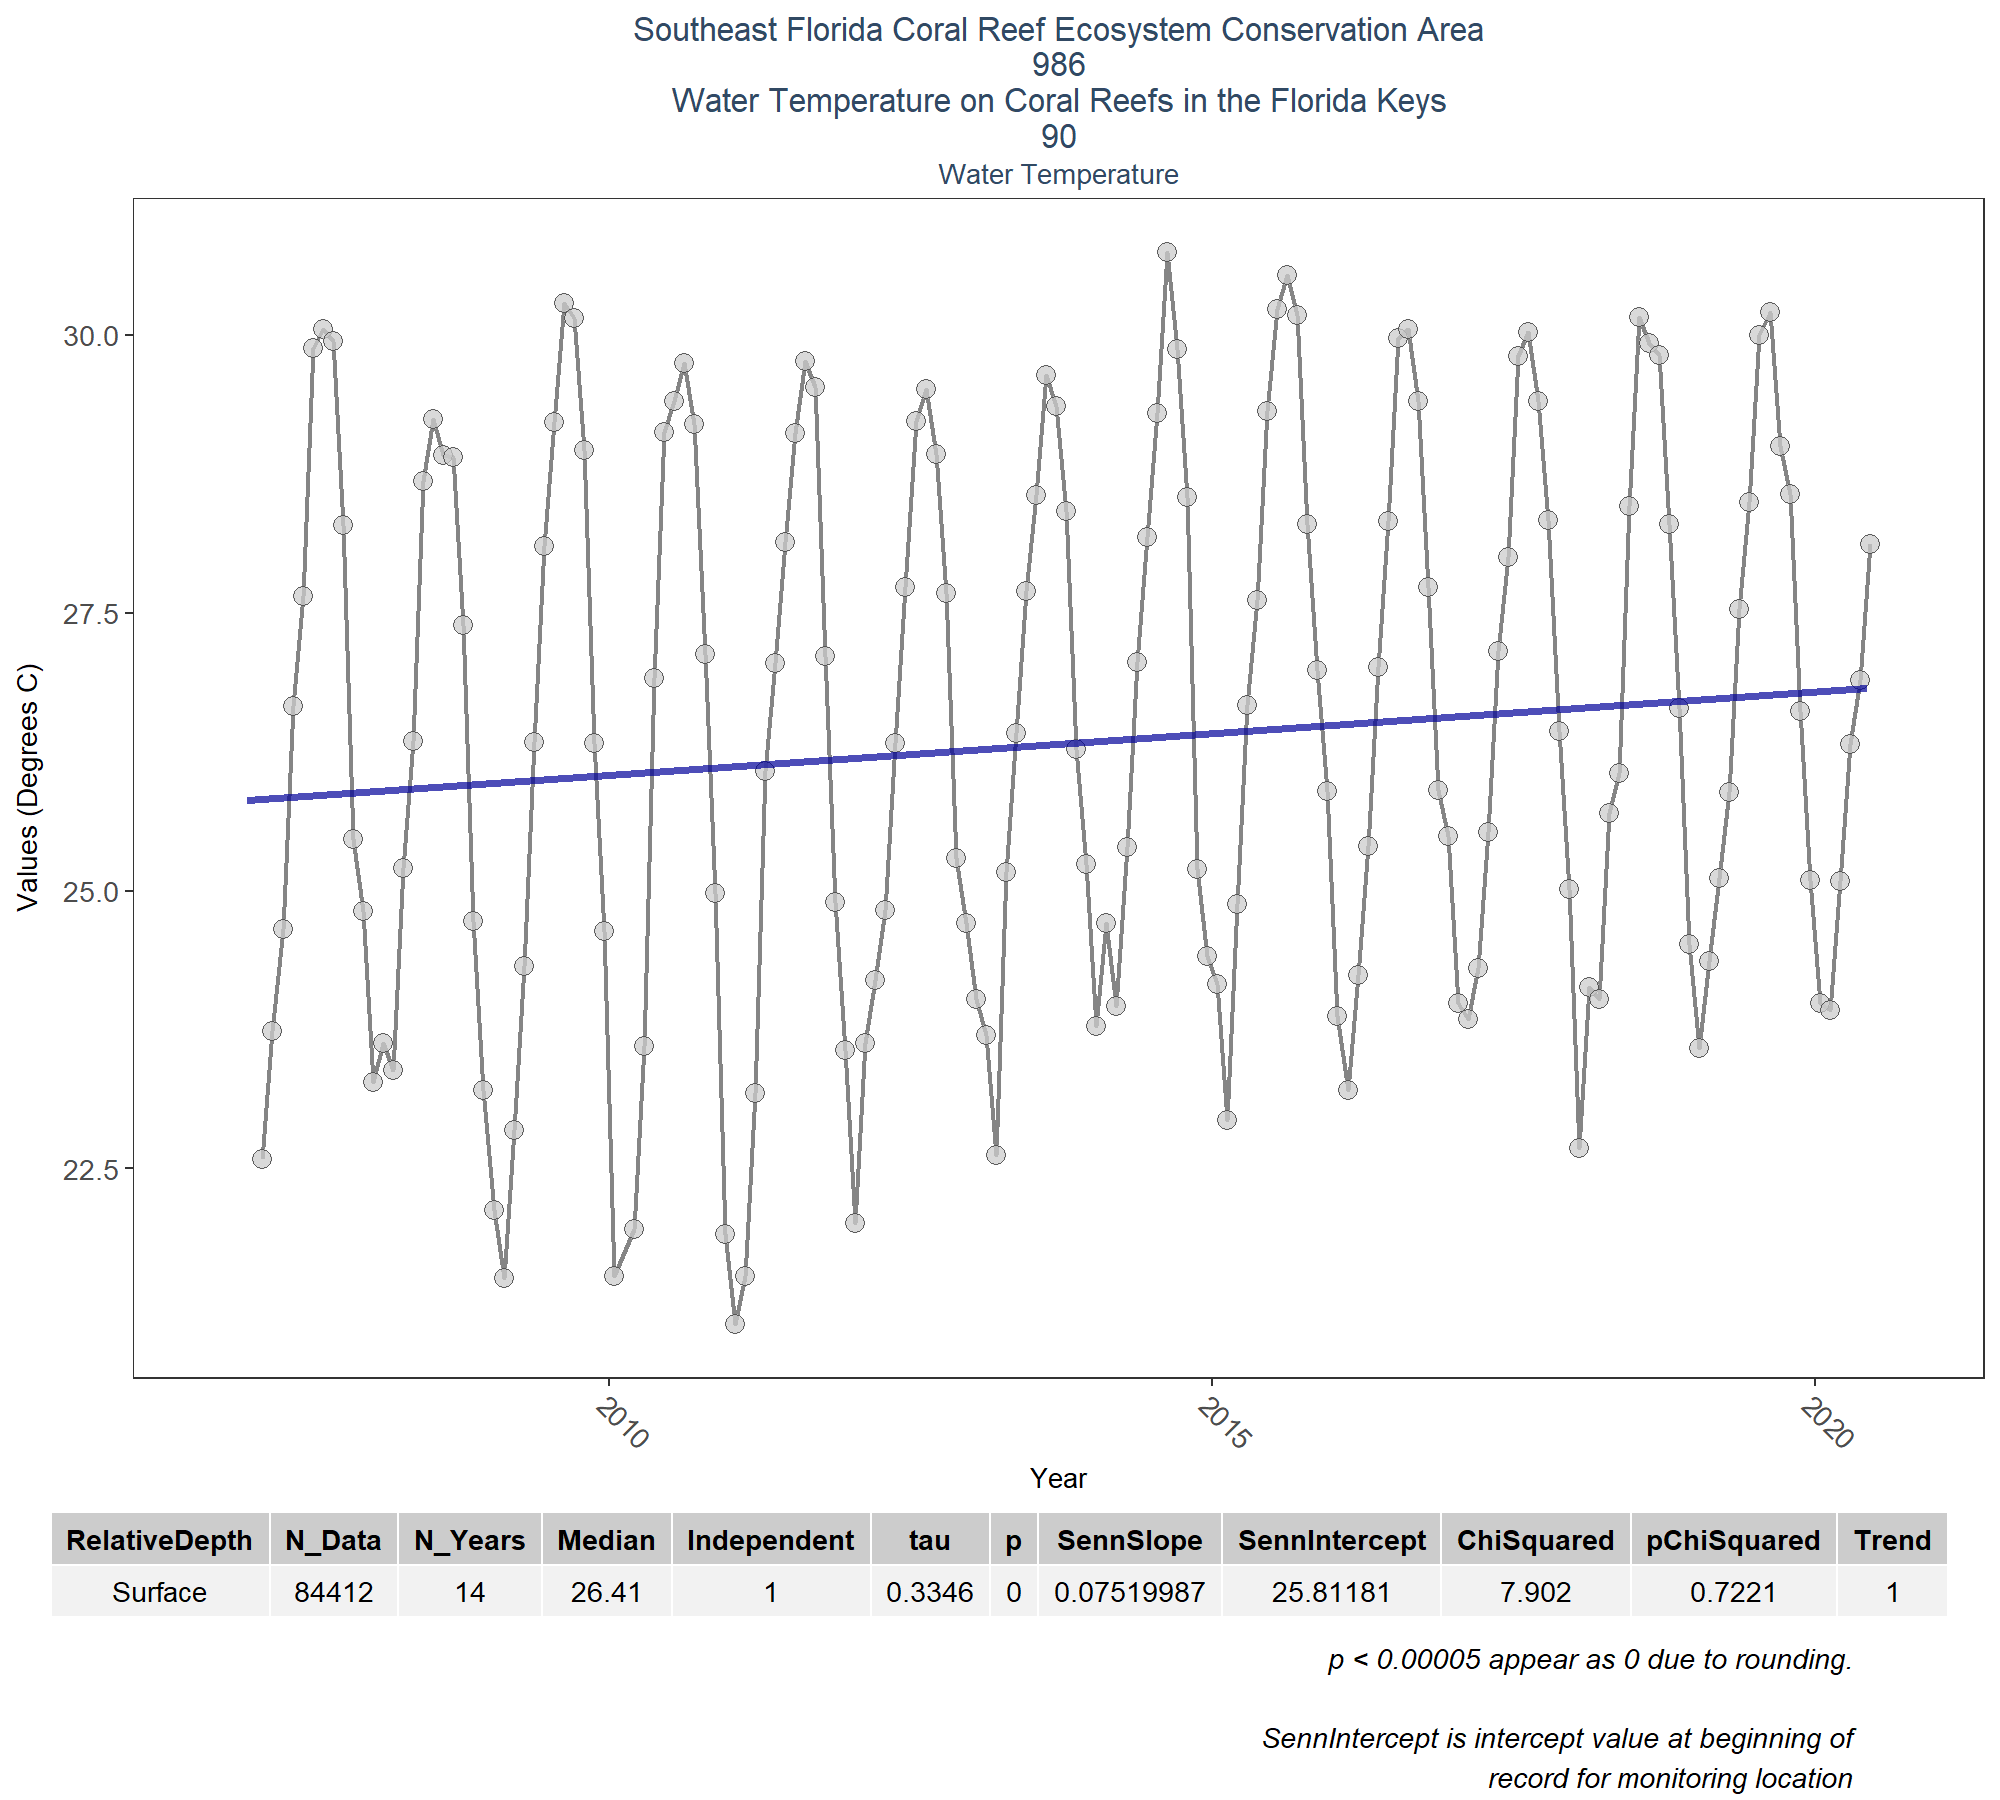 Southeast Florida Coral Reef Ecosystem Conservation Area
986
Water Temperature on Coral Reefs in the Florida Keys
90
Water Temperature
30.0
27.5
25.0
22.5
Values (Degrees C)
2010 2015 2020
Year
RelativeDepth N_Data N_Years Median Independent tau p SennSlope SennIntercept ChiSquared pChiSquared Trend
Surface 84412 14 26.41 1 0.3346 0 0.07519987 25.81181 7.902 0.7221 1
p < 0.00005 appear as 0 due to rounding.
SennIntercept is intercept value at beginning of
record for monitoring location